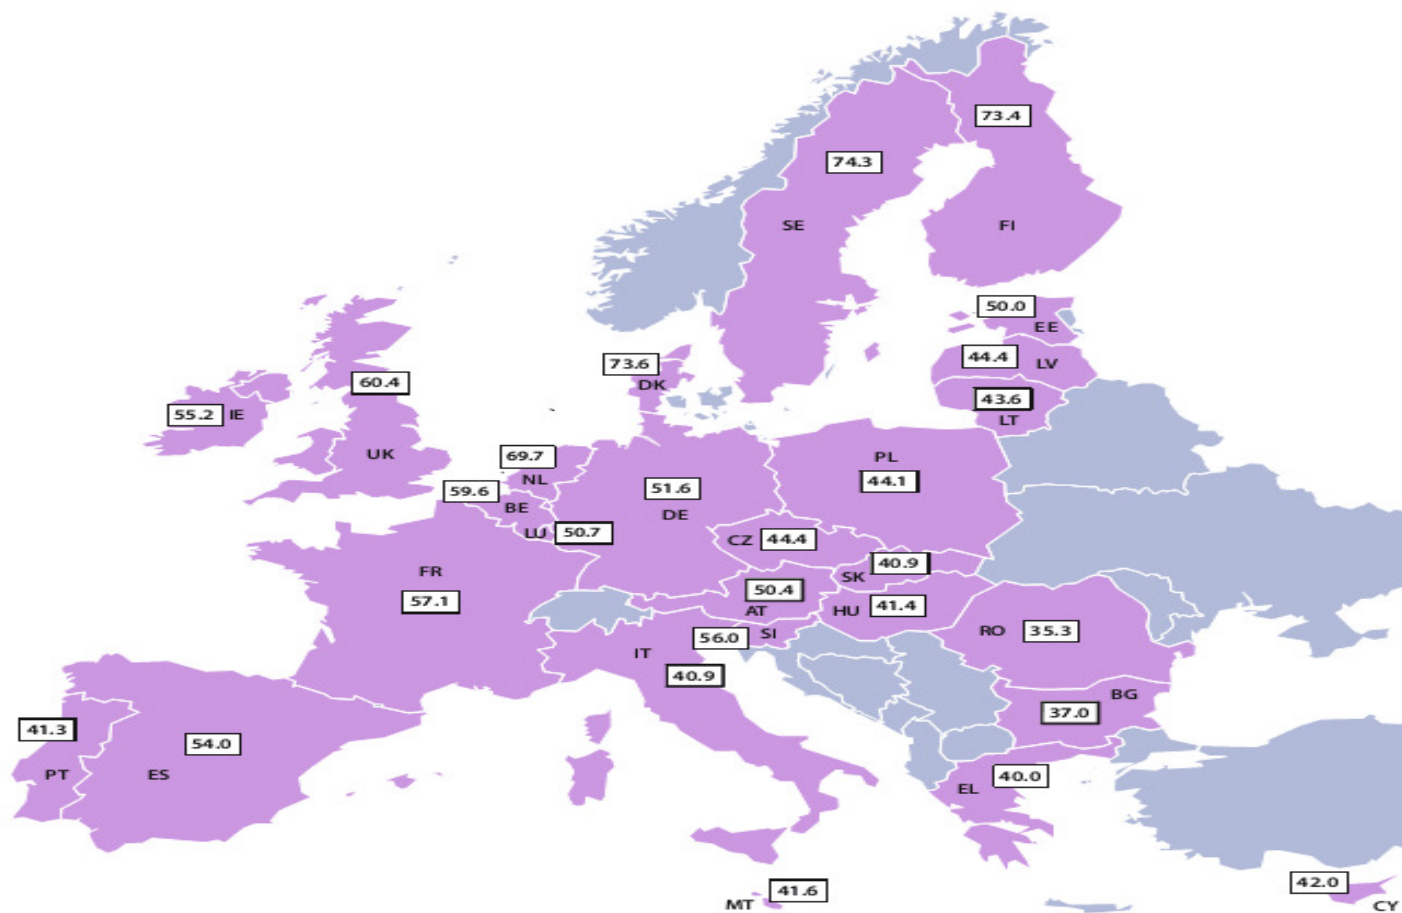 73.4
74.3
SE
FI
50.0
EE
44.4
LV
73.6
DK
60.4
43.6
LT
55.2
IE
UK
69.7
NL
PL
44.1
59.6
BE
51.6
DE
LU
50.7
CZ
44.4
FR
57.1
SK
40.9
50.4
AT
HU
41.4
56.0
SI
RO
35.3
IT
40.9
BG
37.0
41.3
PT
54.0
ES
EL
40.0
MT
41.6
42.0
CY